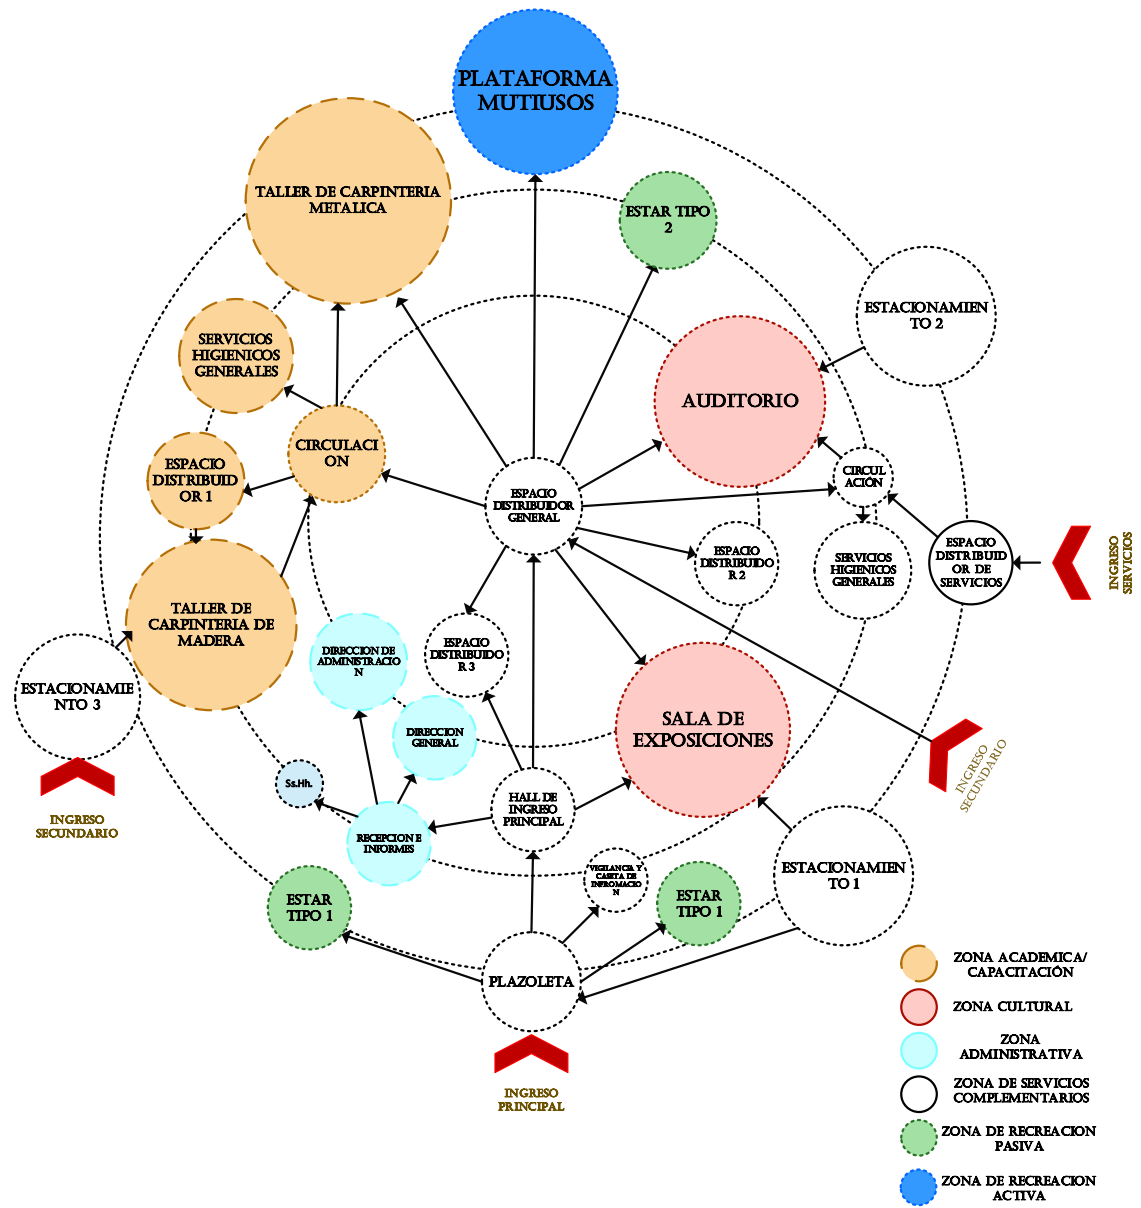 PLATAFORMA
MUTIUSOS
TALLER DE CARPINTERIA
METALICA
ESTAR TIPO
2
ESTACIONAMIEN
TO 2
SERVICIOS
HIGIENICOS
GENERALES
AUDITORIO
CIRCULACI
ON
ESPACIO
DISTRIBUID
OR 1
CIRCUL
ACIÓN
ESPACIO
DISTRIBUIDOR
GENERAL
ESPACIO
DISTRIBUIDO
R 2
SERVICIOS
HIGIENICOS
GENERALES
ESPACIO
DISTRIBUID
OR DE
SERVICIOS
INGRESO
SERVICIOS
TALLER DE
CARPINTERIA DE
MADERA
DIRECCION DE
ADMINISTRACIO
N
ESPACIO
DISTRIBUIDO
R 3
ESTACIONAMIE
NTO 3
SALA DE
EXPOSICIONES
DIRECCION
GENERAL
INGRESO
SECUNDARIO
Ss.Hh.
HALL DE
INGRESO
PRINCIPAL
INGRESO
SECUNDARIO
RECEPCION E
INFORMES
VIGILANCIA Y
CASETA DE
INFROMACIO
N
ESTACIONAMIEN
TO 1
ESTAR
TIPO 1
ESTAR
TIPO 1
PLAZOLETA
INGRESO
PRINCIPAL
ZONA ACADEMICA/
CAPACITACIÓN
ZONA CULTURAL
ZONA
ADMINISTRATIVA
ZONA DE SERVICIOS
COMPLEMENTARIOS
ZONA DE RECREACION
PASIVA
ZONA DE RECREACION
ACTIVA